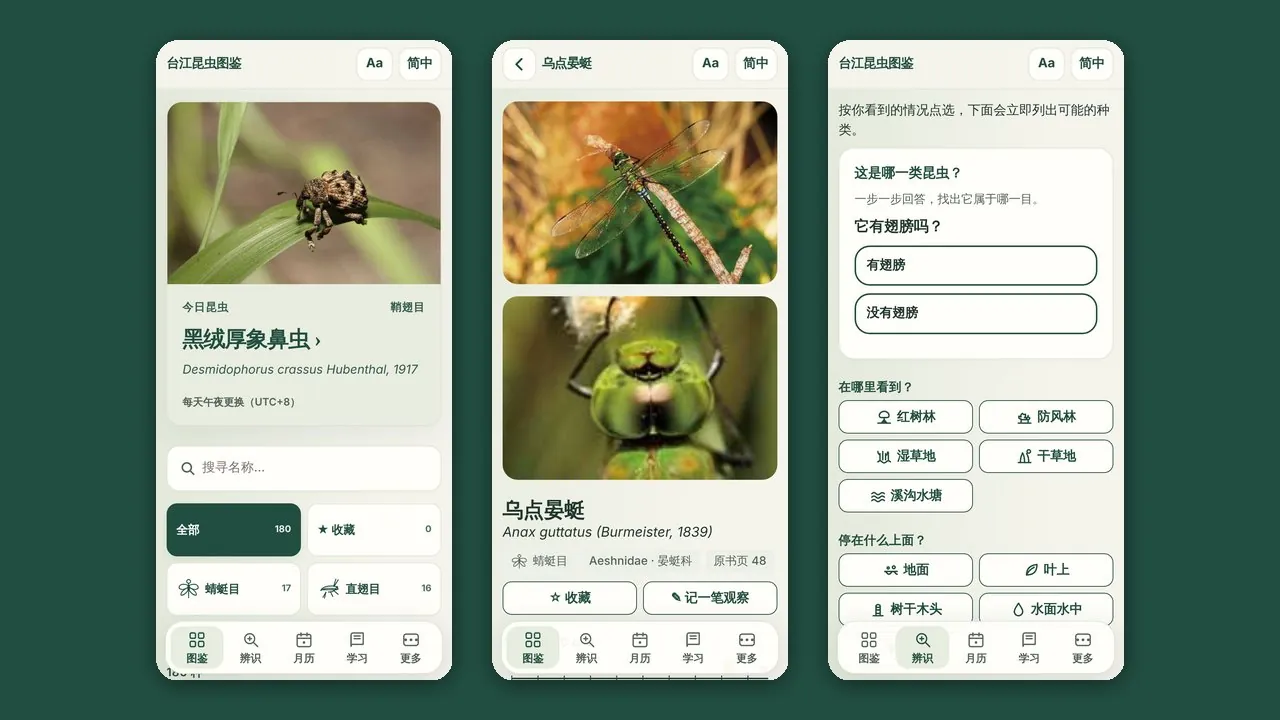 台江昆虫图鉴
Aa
简中
今日昆虫
鞘翅目
黑绒厚象鼻虫 ›
Desmidophorus crassus Hubenthal, 1917
每天午夜更换（UTC+8）
搜寻名称...
全部 180
★ 收藏 0
蜻蜓目 17
直翅目 16
图鉴
辨识
月历
学习
更多
乌点晏蜓
Aa
简中
乌点晏蜓
Anax guttatus (Burmeister, 1839)
蜻蜓目
Aeshnidae · 晏蜓科
原书页 48
☆ 收藏
✎ 记一笔观察
图鉴
辨识
月历
学习
更多
台江昆虫图鉴
Aa
简中
按你看到的情况点选，下面会立即列出可能的种
类。
这是哪一类昆虫？
一步一步回答，找出它属于哪一目。
它有翅膀吗？
有翅膀
没有翅膀
在哪里看到？
红树林
防风林
湿草地
干草地
溪沟水塘
停在什么上面？
地面
叶上
树干木头
水面水中
图鉴
辨识
月历
学习
更多